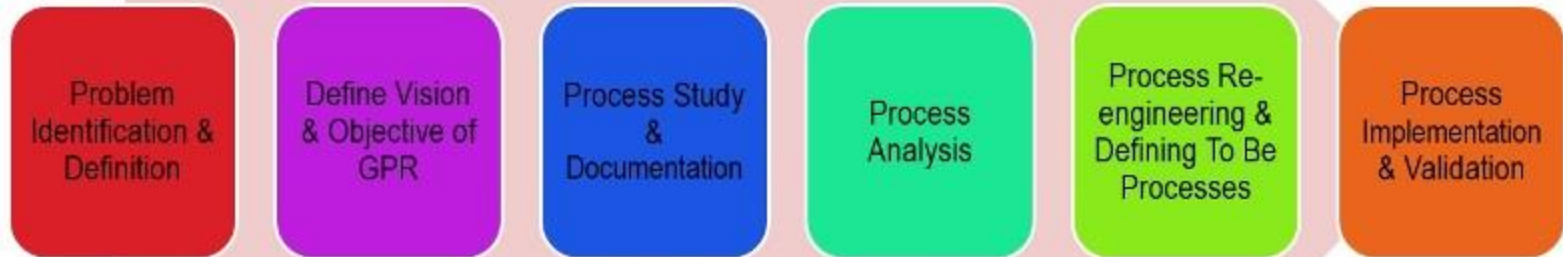 Problem
Identification &
Definition
Define Vision
& Objective of
GPR
Process Study
&
Documentation
Process
Analysis
Process Re-
engineering &
Defining To Be
Processes
Process
Implementation
& Validation